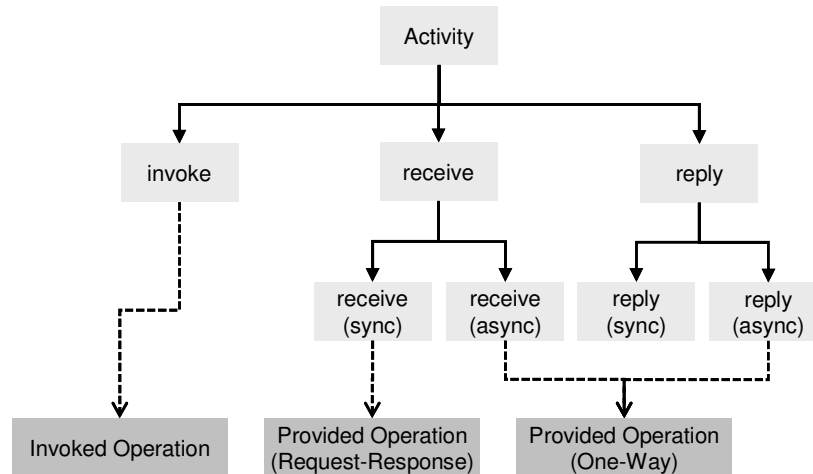 Activity
invoke
receive
reply
receive
(sync)
receive
(async)
reply
(sync)
reply
(async)
Invoked Operation
Provided Operation
(Request-Response)
Provided Operation
(One-Way)